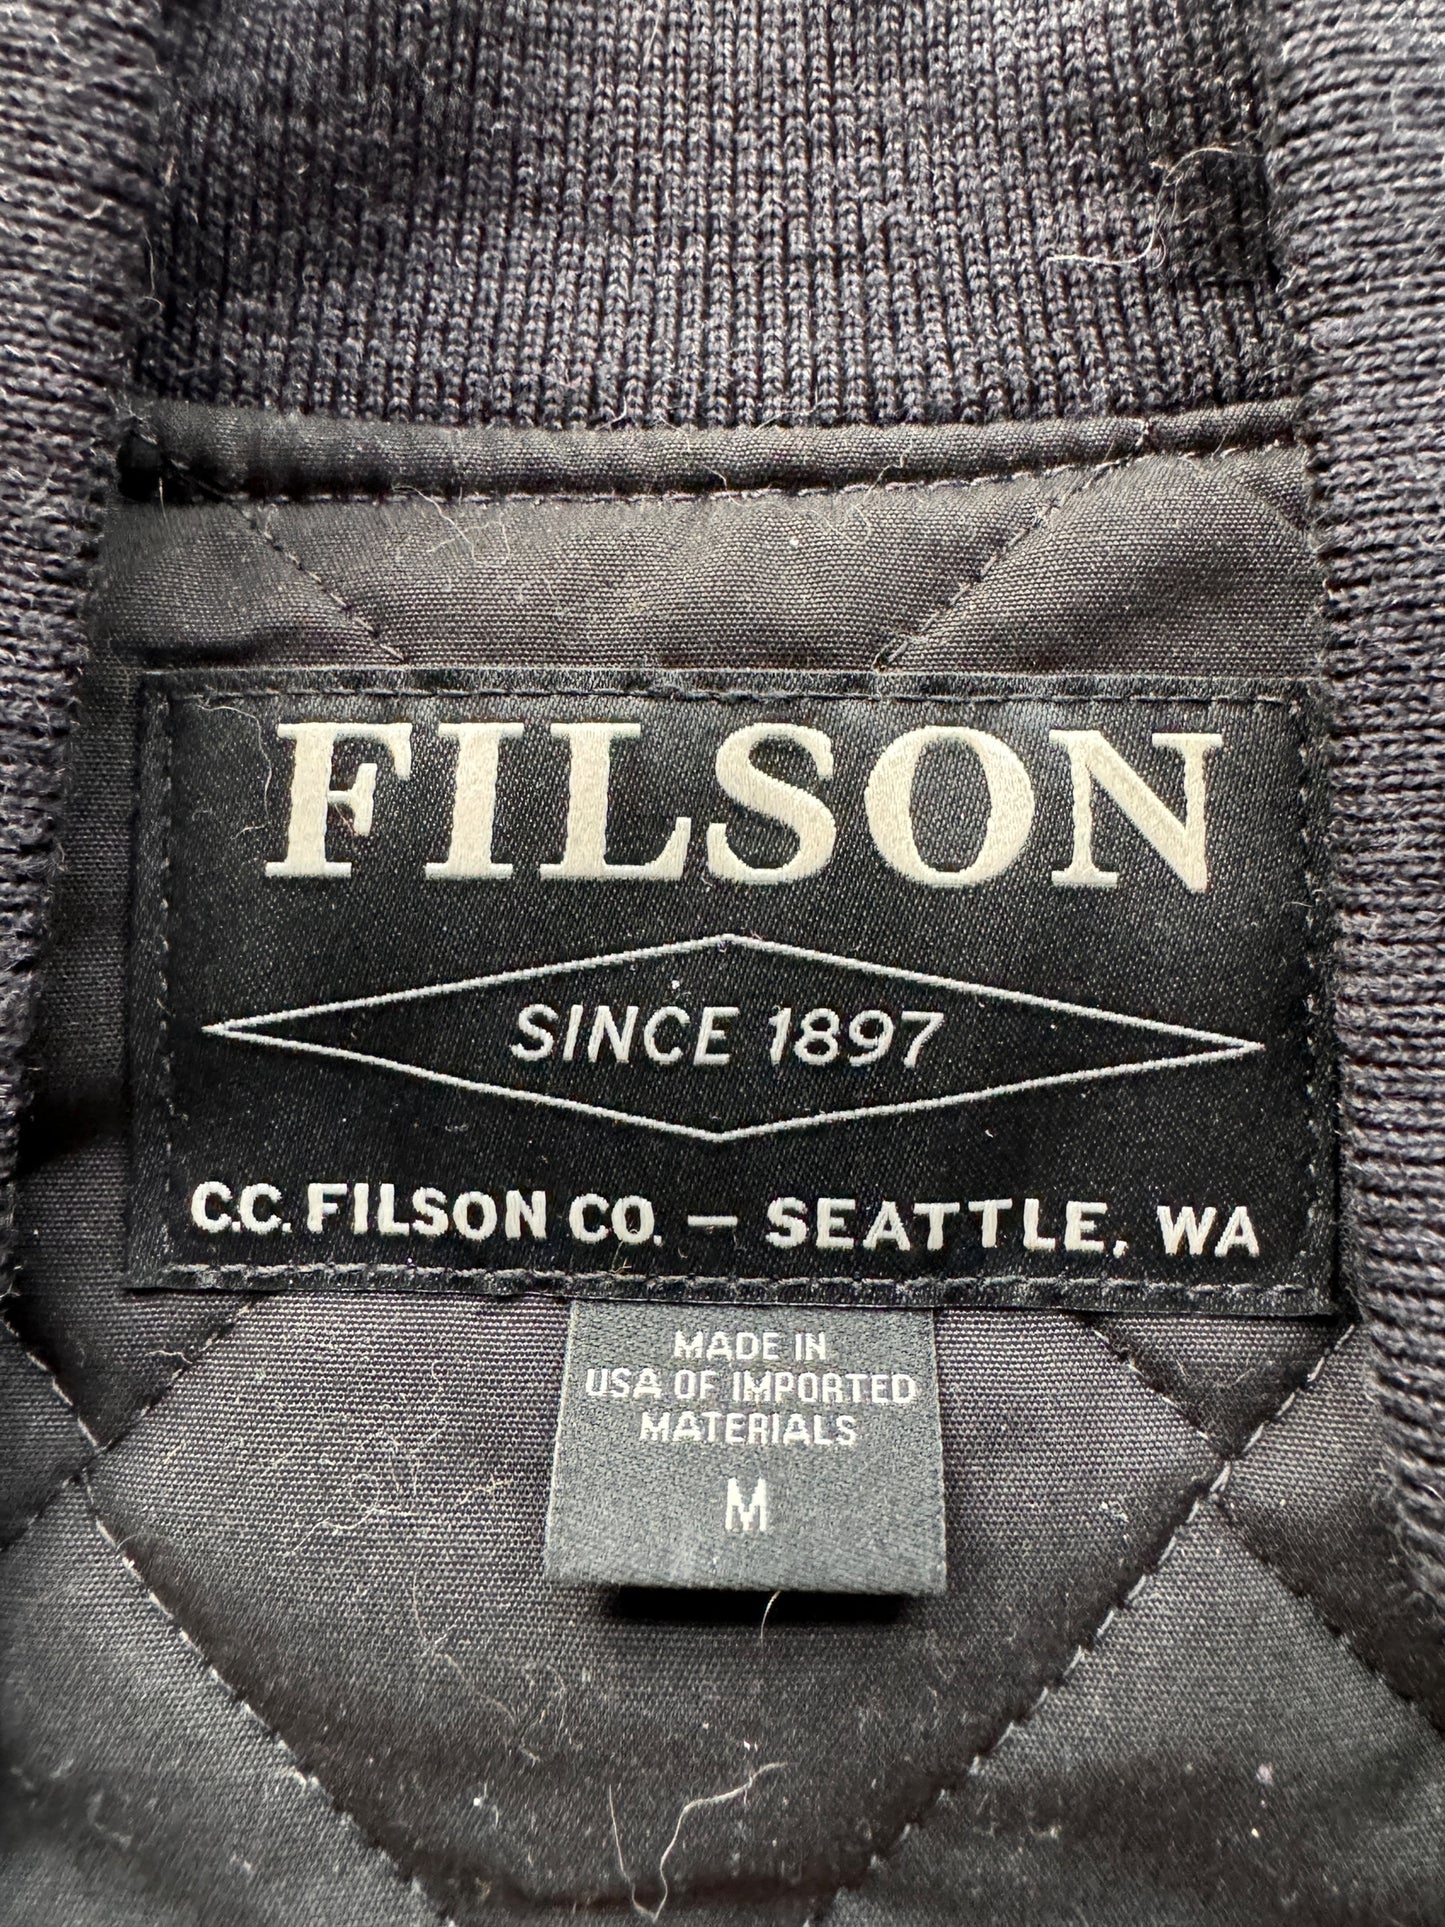 FILSON
SINCE 1897
C.C. FILSON CO. – SEATTLE, WA
MADE IN
USA OF IMPORTED
MATERIALS
M